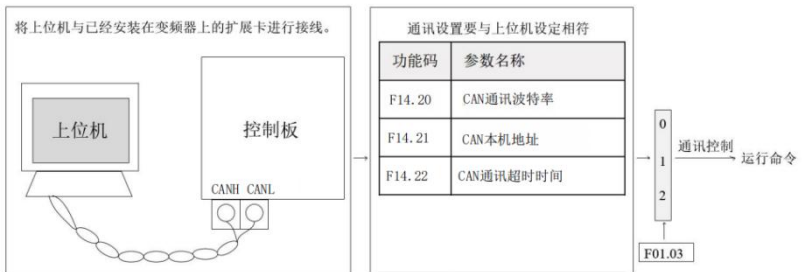 将上位机与已经安装在变频器上的扩展卡进行接线。
上位机
控制板
CANH CANL
通讯设置要与上位机设定相符
功能码 参数名称
F14.20 CAN通讯波特率
F14.21 CAN本机地址
F14.22 CAN通讯超时时间
0
1
2
通讯控制
运行命令
F01.03